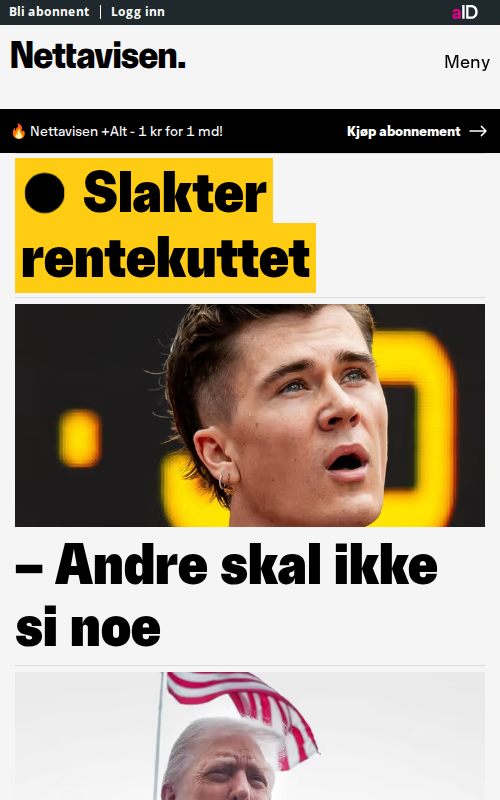 Bli abonnent | Logg inn
aID
Nettavisen.
Meny
🔥 Nettavisen +Alt - 1 kr for 1 md!
Kjøp abonnement →
● Slakter
rentekuttet
– Andre skal ikke
si noe